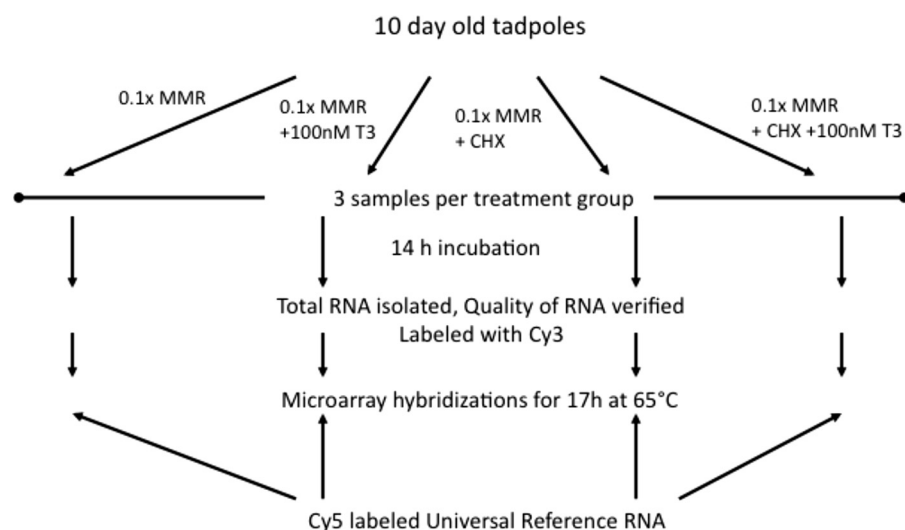 10 day old tadpoles
0.1x MMR
0.1x MMR
+100nM T3
0.1x MMR
+ CHX
0.1x MMR
+ CHX +100nM T3
3 samples per treatment group
14 h incubation
Total RNA isolated, Quality of RNA verified
Labeled with Cy3
Microarray hybridizations for 17h at 65°C
Cy5 labeled Universal Reference RNA